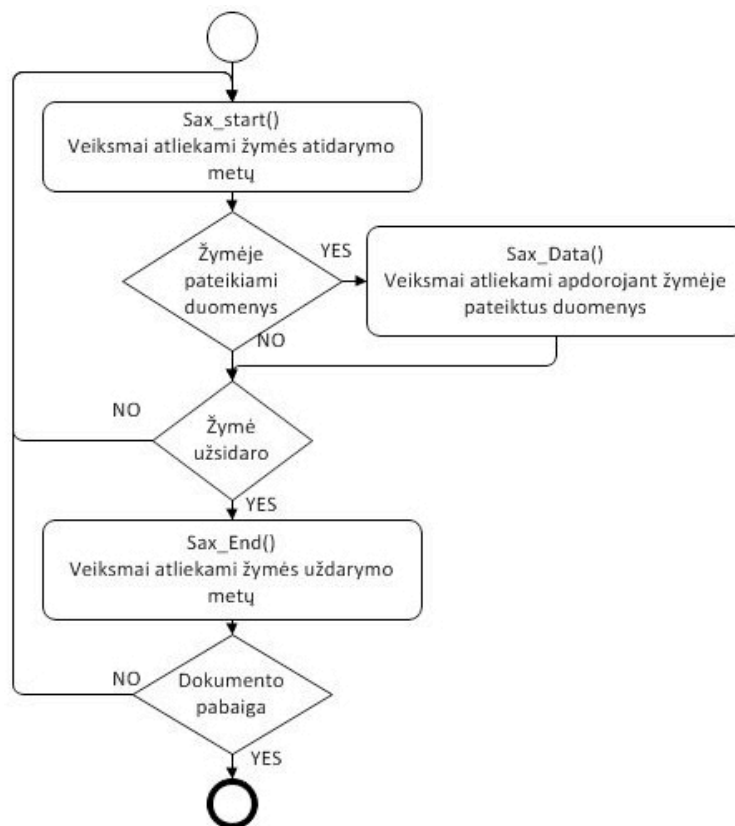 Sax_start()
Veiksmai atliekami žymės atidarymo
metų
Žymėje
pateikiami
duomenys
YES
Sax_Data()
Veiksmai atliekami apdorojant žymėje
pateiktus duomenys
NO
NO
Žymė
užsidaro
YES
Sax_End()
Veiksmai atliekami žymės uždarymo
metų
NO
Dokumento
pabaiga
YES